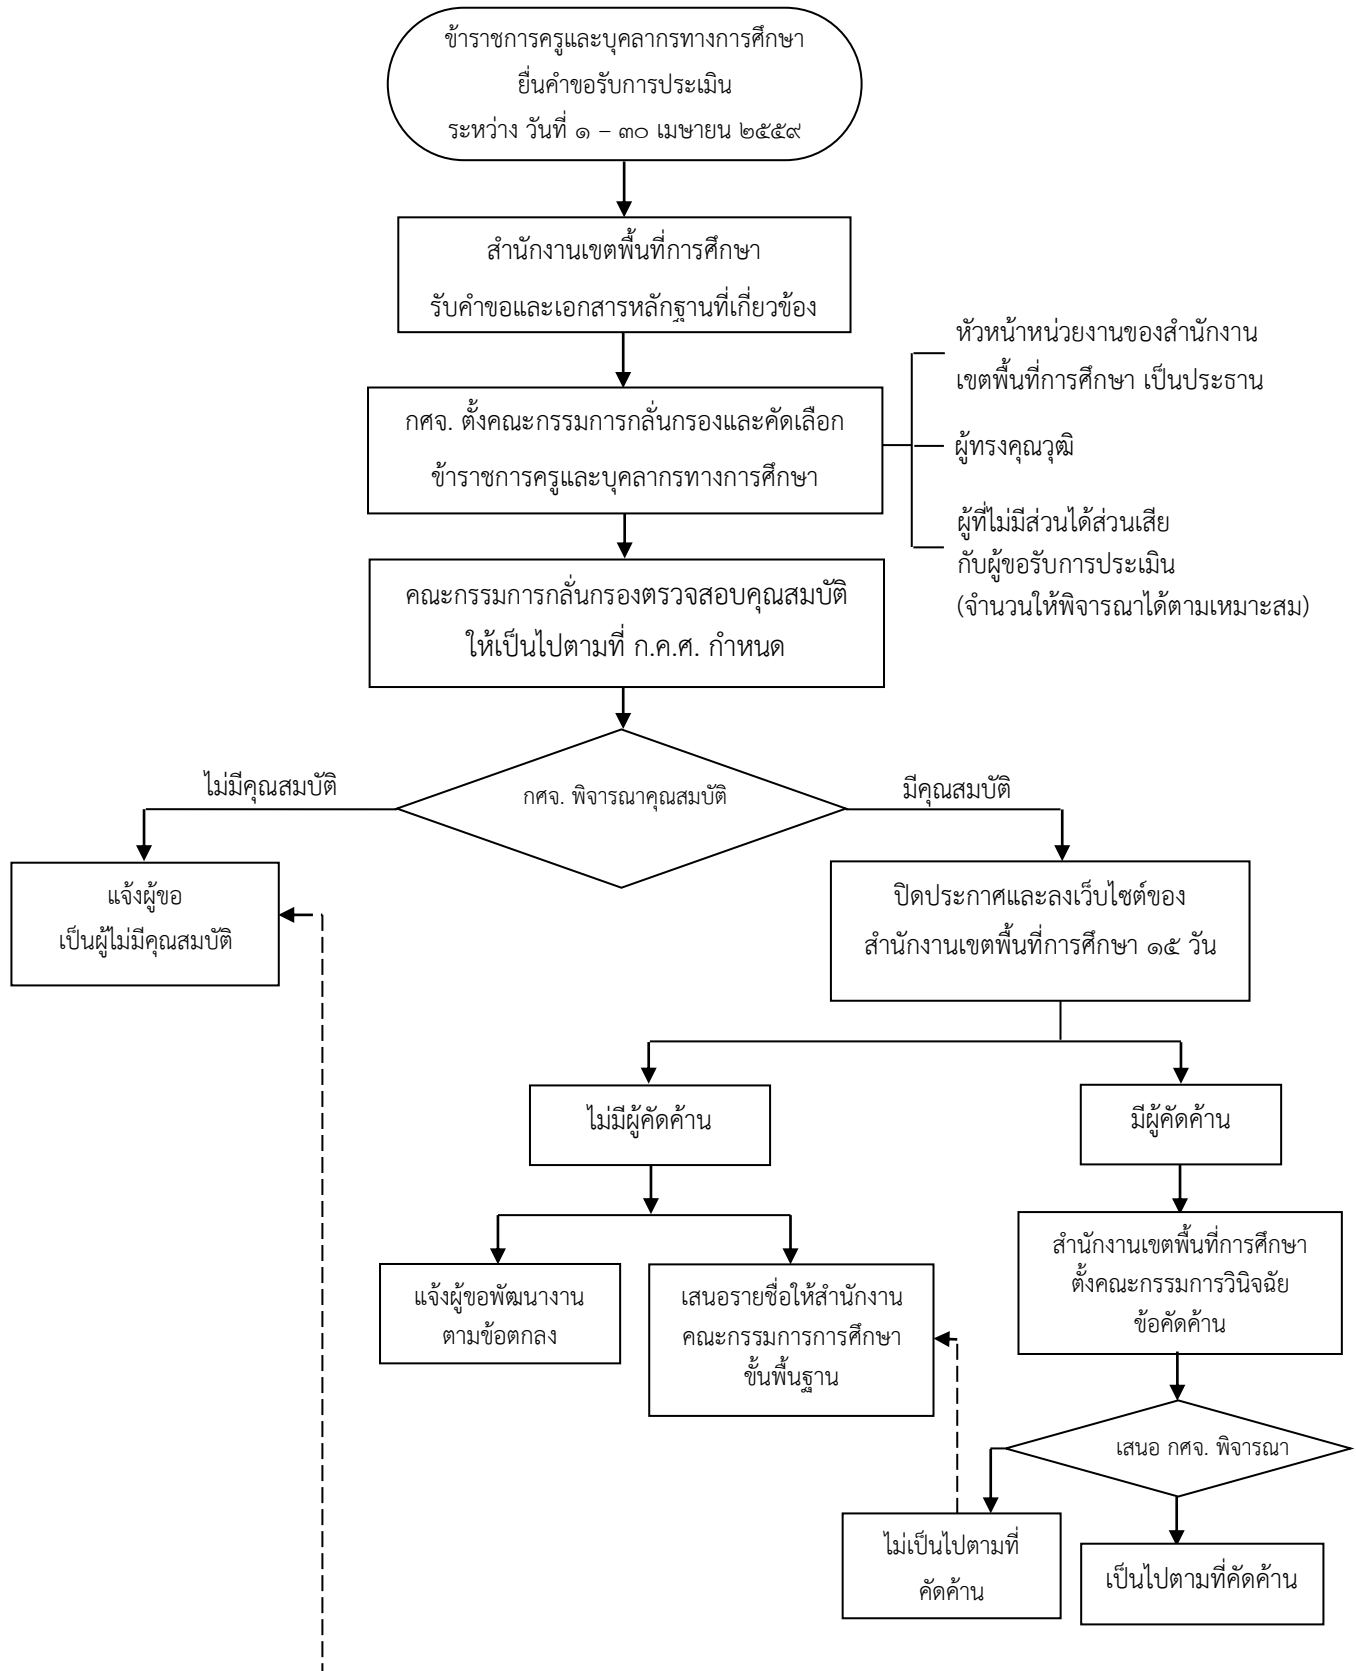 ข้าราชการครูและบุคลากรทางการศึกษา
ยื่นคำขอรับการประเมิน
ระหว่าง วันที่ ๑ – ๓๐ เมษายน ๒๕๕๙
สำนักงานเขตพื้นที่การศึกษา
รับคำขอและเอกสารหลักฐานที่เกี่ยวข้อง
กศจ. ตั้งคณะกรรมการกลั่นกรองและคัดเลือก
ข้าราชการครูและบุคลากรทางการศึกษา
หัวหน้าหน่วยงานของสำนักงาน
เขตพื้นที่การศึกษา เป็นประธาน
ผู้ทรงคุณวุฒิ
ผู้ที่ไม่มีส่วนได้ส่วนเสีย
กับผู้ขอรับการประเมิน
(จำนวนให้พิจารณาได้ตามเหมาะสม)
คณะกรรมการกลั่นกรองตรวจสอบคุณสมบัติ
ให้เป็นไปตามที่ ก.ค.ศ. กำหนด
กศจ. พิจารณาคุณสมบัติ
ไม่มีคุณสมบัติ
มีคุณสมบัติ
แจ้งผู้ขอ
เป็นผู้ไม่มีคุณสมบัติ
ปิดประกาศและลงเว็บไซต์ของ
สำนักงานเขตพื้นที่การศึกษา ๑๕ วัน
ไม่มีผู้คัดค้าน
มีผู้คัดค้าน
แจ้งผู้ขอพัฒนางาน
ตามข้อตกลง
เสนอรายชื่อให้สำนักงาน
คณะกรรมการการศึกษา
ขั้นพื้นฐาน
สำนักงานเขตพื้นที่การศึกษา
ตั้งคณะกรรมการวินิจฉัย
ข้อคัดค้าน
เสนอ กศจ. พิจารณา
ไม่เป็นไปตามที่
คัดค้าน
เป็นไปตามที่คัดค้าน